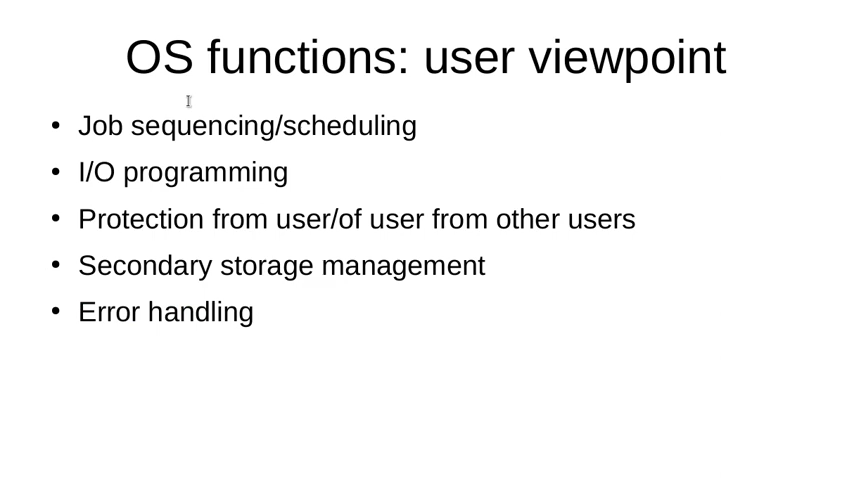 OS functions: user viewpoint
• Job sequencing/scheduling
• I/O programming
• Protection from user/of user from other users
• Secondary storage management
• Error handling